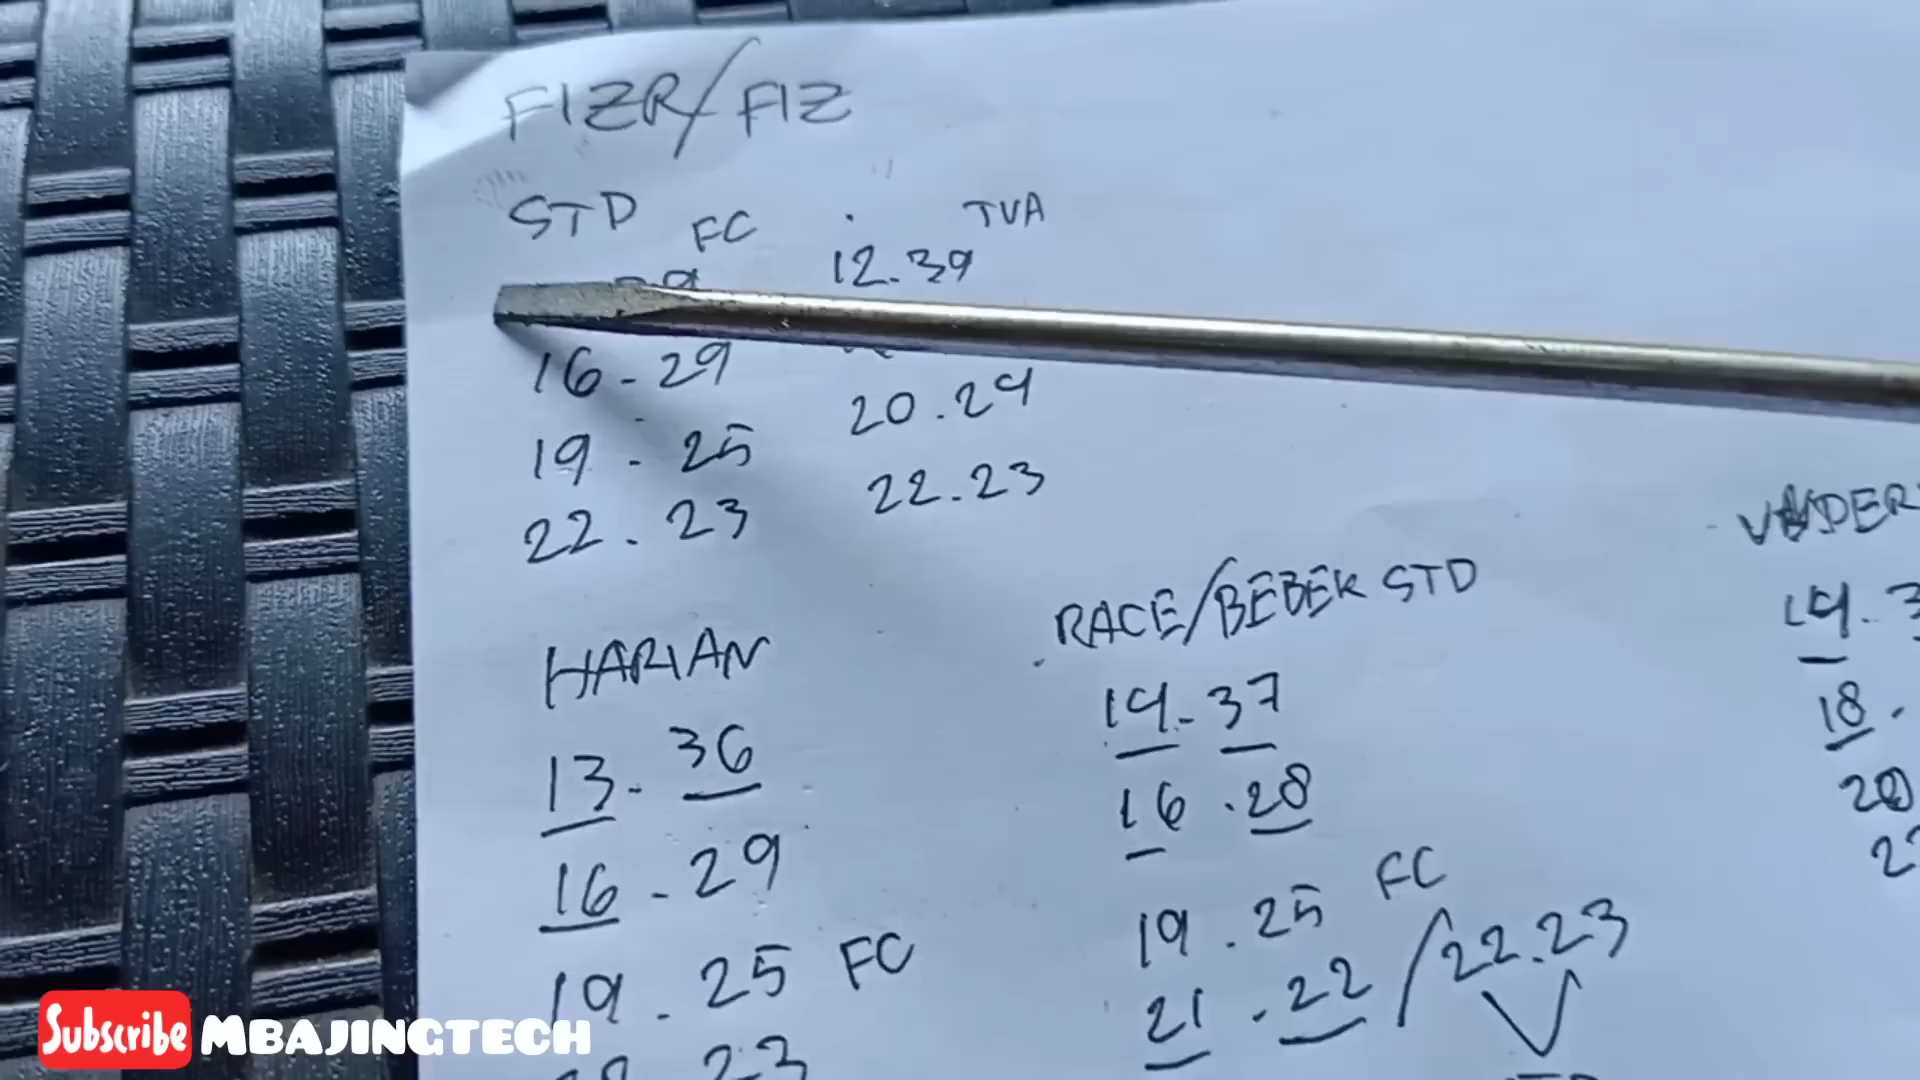 FIZR/FIZ
STD FC
16-29
19-25
22.23
TVA
12.39
20.24
22.23
HARIAN
13-36
16-29
19.25 FC
RACE/BEBEK STD
14-37
16.28
19.25 FC
21.22/22.23
18.
20
Subscribe MBAJINGTECH